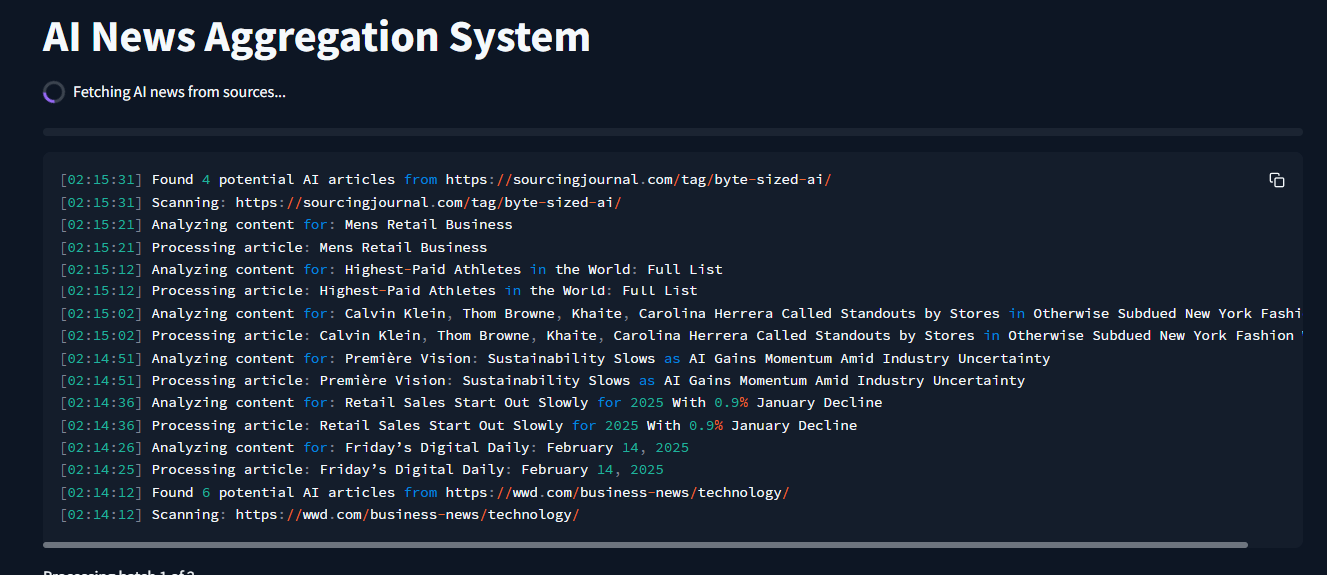 AI News Aggregation System
Fetching AI news from sources...
[02:15:31] Found 4 potential AI articles from https://sourcingjournal.com/tag/byte-sized-ai/
[02:15:31] Scanning: https://sourcingjournal.com/tag/byte-sized-ai/
[02:15:21] Analyzing content for: Mens Retail Business
[02:15:21] Processing article: Mens Retail Business
[02:15:12] Analyzing content for: Highest-Paid Athletes in the World: Full List
[02:15:12] Processing article: Highest-Paid Athletes in the World: Full List
[02:15:02] Analyzing content for: Calvin Klein, Thom Browne, Khaite, Carolina Herrera Called Standouts by Stores in Otherwise Subdued New York Fashi
[02:15:02] Processing article: Calvin Klein, Thom Browne, Khaite, Carolina Herrera Called Standouts by Stores in Otherwise Subdued New York Fashion
[02:14:51] Analyzing content for: Première Vision: Sustainability Slows as AI Gains Momentum Amid Industry Uncertainty
[02:14:51] Processing article: Première Vision: Sustainability Slows as AI Gains Momentum Amid Industry Uncertainty
[02:14:36] Analyzing content for: Retail Sales Start Out Slowly for 2025 With 0.9% January Decline
[02:14:36] Processing article: Retail Sales Start Out Slowly for 2025 With 0.9% January Decline
[02:14:26] Analyzing content for: Friday’s Digital Daily: February 14, 2025
[02:14:25] Processing article: Friday’s Digital Daily: February 14, 2025
[02:14:12] Found 6 potential AI articles from https://wwd.com/business-news/technology/
[02:14:12] Scanning: https://wwd.com/business-news/technology/
Processing batch 1 of 2